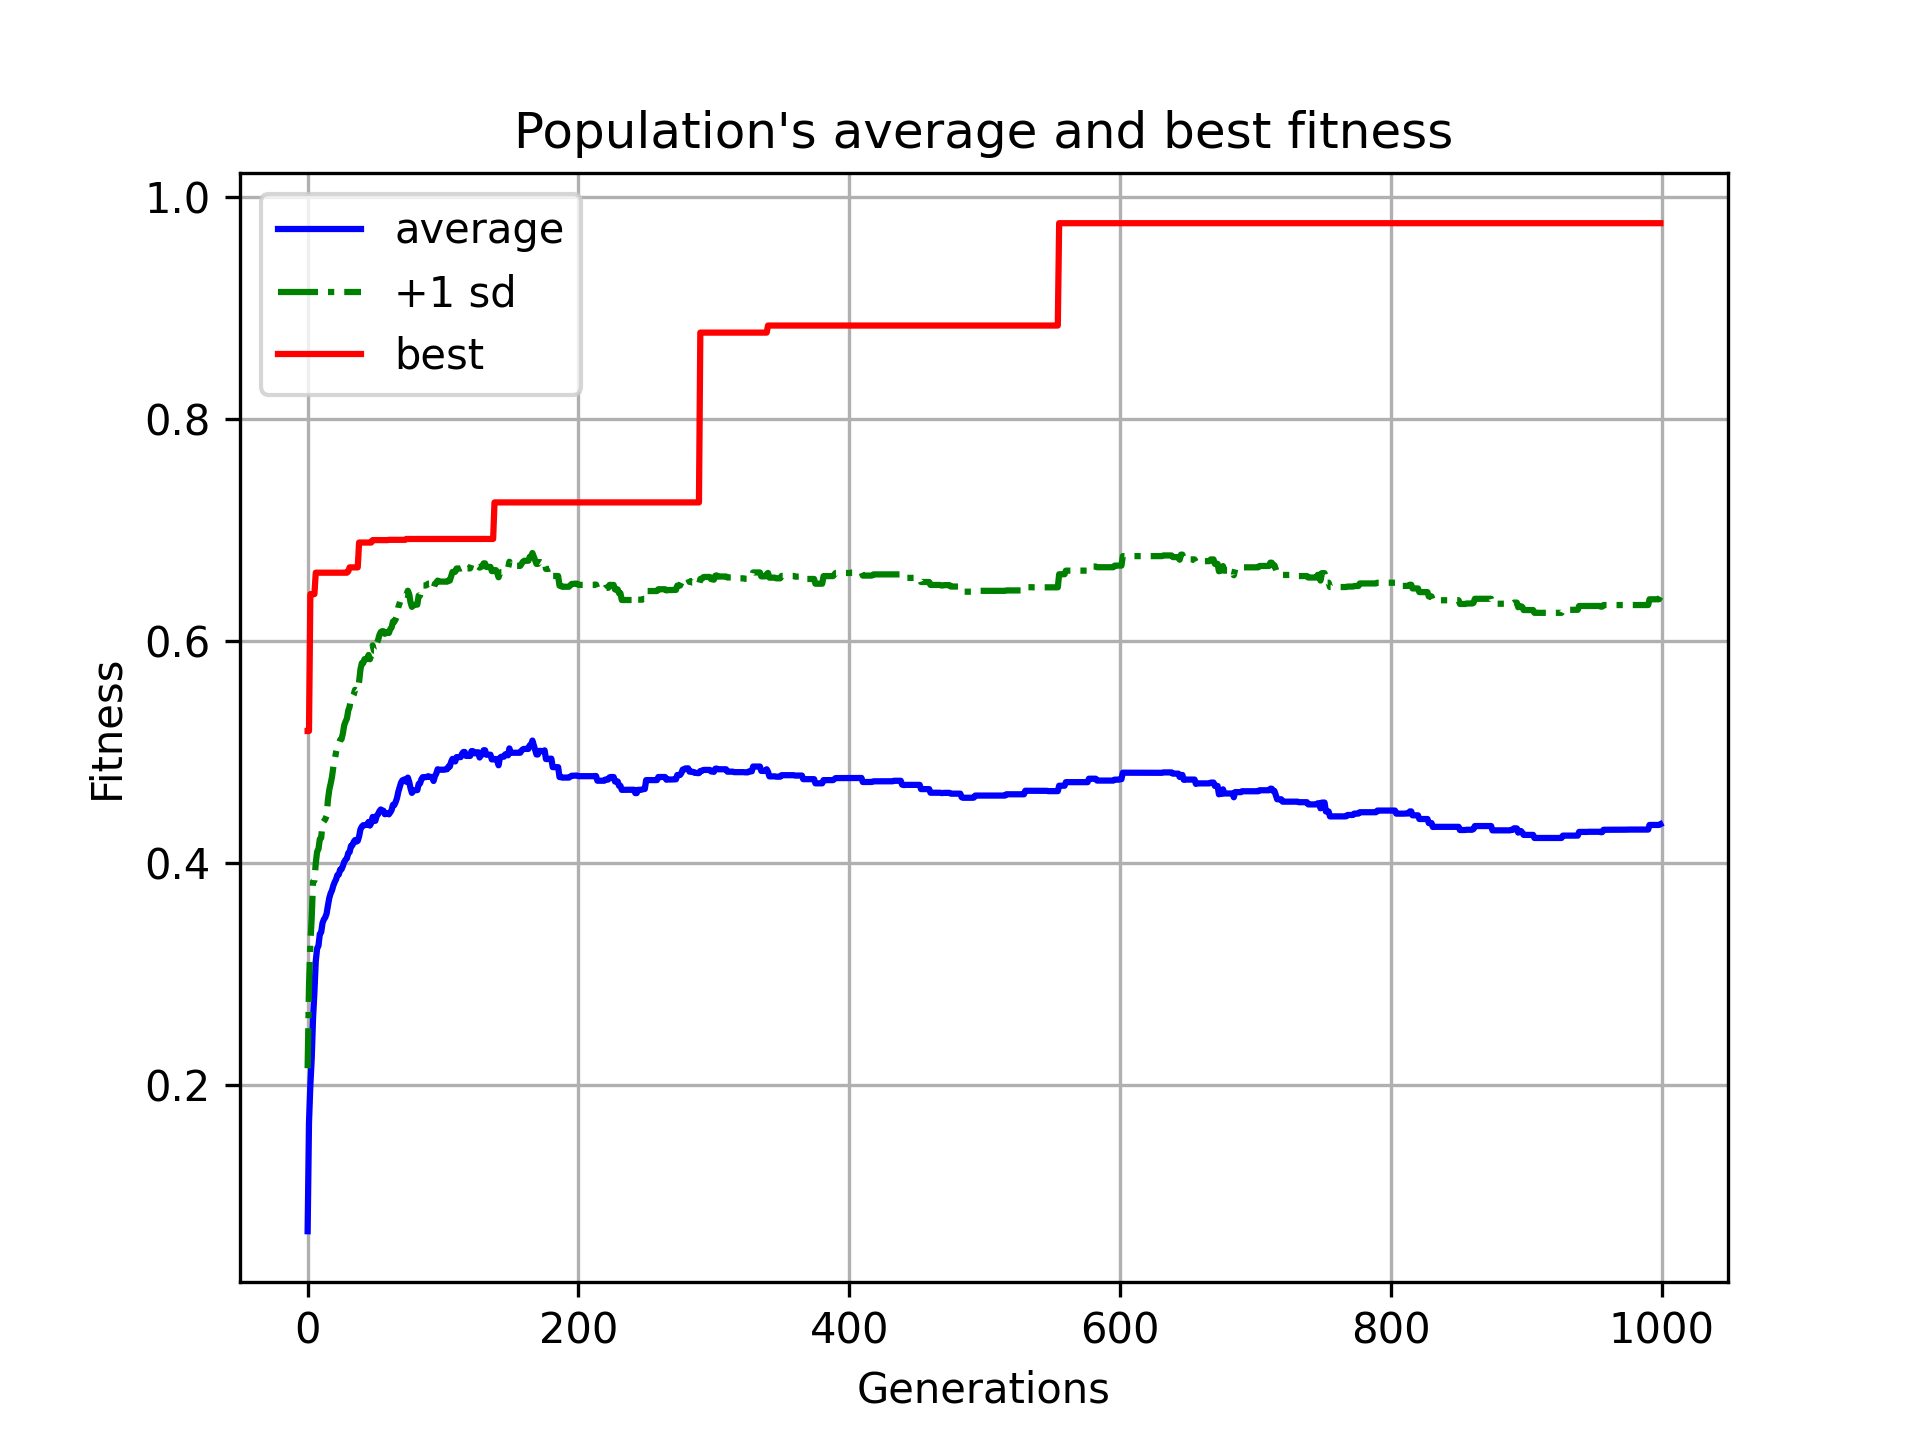 Population's average and best fitness
average
+1 sd
best
1.0
0.8
0.6
0.4
0.2
Fitness
0 200 400 600 800 1000
Generations